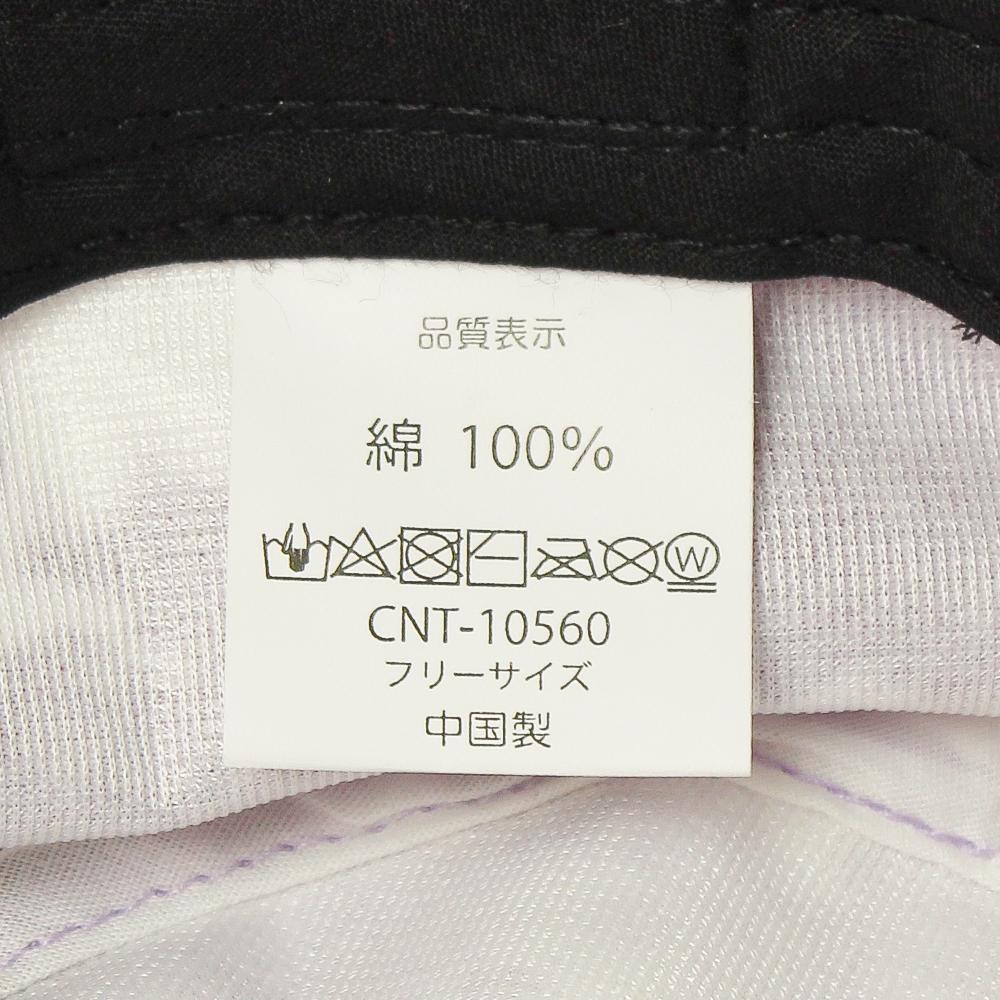 品質表示
綿 100%
W
CNT-10560
フリーサイズ
中国製